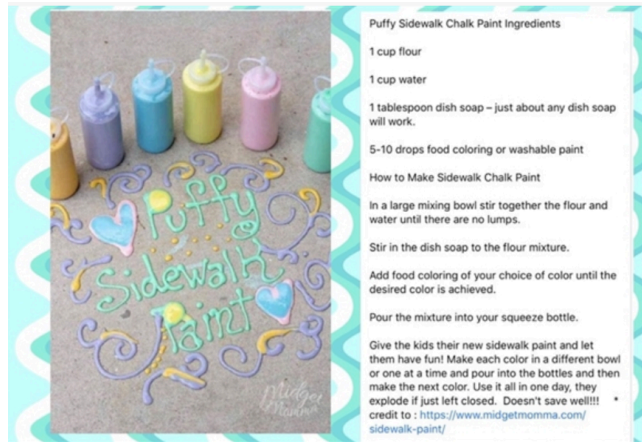 Puffy
Sidewalk
Paint
Midget
Momma
Puffy Sidewalk Chalk Paint Ingredients
1 cup flour
1 cup water
1 tablespoon dish soap – just about any dish soap
will work.
5-10 drops food coloring or washable paint
How to Make Sidewalk Chalk Paint
In a large mixing bowl stir together the flour and
water until there are no lumps.
Stir in the dish soap to the flour mixture.
Add food coloring of your choice of color until the
desired color is achieved.
Pour the mixture into your squeeze bottle.
Give the kids their new sidewalk paint and let
them have fun! Make each color in a different bowl
or one at a time and pour into the bottles and then
make the next color. Use it all in one day, they
explode if just left closed.  Doesn't save well!!!    *
credit to : https://www.midgetmomma.com/
sidewalk-paint/